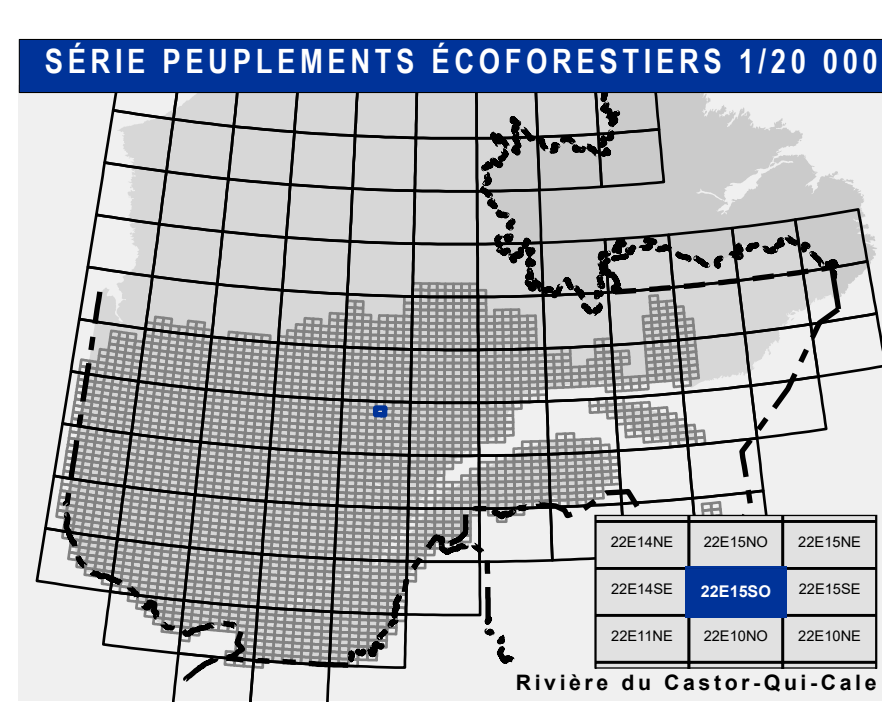 SÉRIE PEUPLEMENTS ÉCOFORESTIERS 1/20 000
22E14NE 22E15NO 22E15NE
22E14SE 22E15SO 22E15SE
22E11NE 22E10NO 22E10NE
Rivière du Castor-Qui-Cale